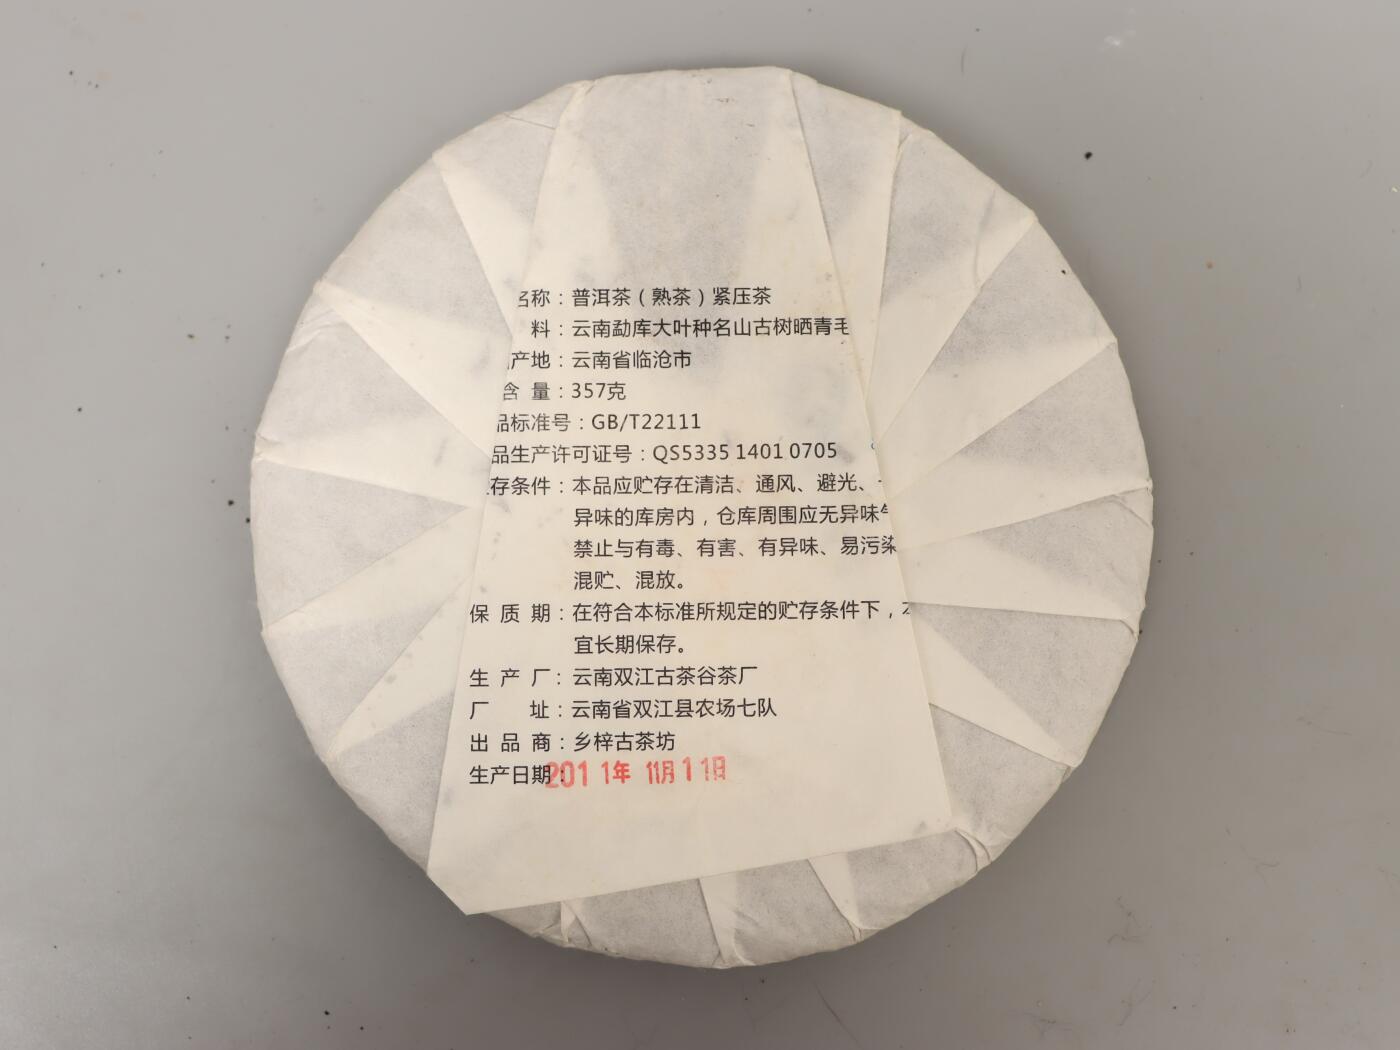 名称：普洱茶（熟茶）紧压茶
料：云南勐库大叶种名山古树晒青毛
产地：云南省临沧市
含 量：357克
品标准号：GB/T22111
品生产许可证号：QS5335 1401 0705
存条件：本品应贮存在清洁、通风、避光、
异味的库房内，仓库周围应无异味气
禁止与有毒、有害、有异味、易污染
混贮、混放。
保 质 期：在符合本标准所规定的贮存条件下，本
宜长期保存。
生 产 厂：云南双江古茶谷茶厂
厂 址：云南省双江县农场七队
出 品 商：乡梓古茶坊
生产日期：2011年 11月11日